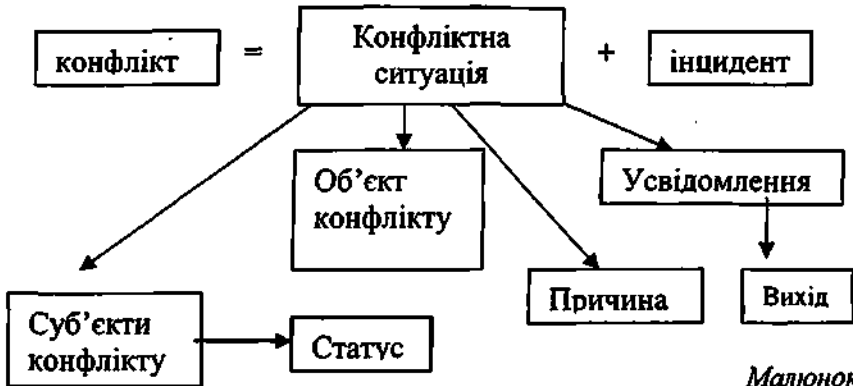 конфлікт = Конфліктна ситуація + інцидент
Об’єкт конфлікту
Усвідомлення
Причина
Вихід
Суб’єкти конфлікту
Статус
Малюнок